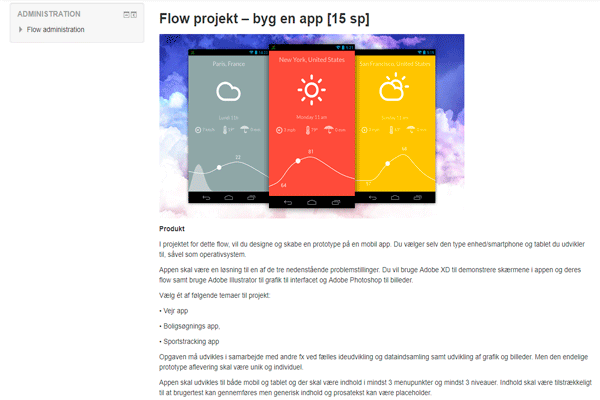 ADMINISTRATION
Flow administration
Flow projekt – byg en app [15 sp]
Paris, France
New York, United States
San Francisco, United States
Monday 11 am
61
64
Produkt
I projektet for dette flow, vil du designe og skabe en prototype på en mobil app. Du vælger selv den type enhed/smartphone og tablet du udvikler
til, såvel som operativsystem.
Appen skal være en løsning til en af de tre nedenstående problemstillinger. Du vil bruge Adobe XD til demonstrere skærmene i appen og deres
flow samt bruge Adobe Illustrator til grafik til interfacet og Adobe Photoshop til billeder.
Vælg ét af følgende temaer til projekt:
• Vejr app
• Boligsøgnings app,
• Sportstracking app
Opgaven må udvikles i samarbejde med andre fx ved fælles ideudvikling og dataindsamling samt udvikling af grafik og billeder. Men den endelige
prototype aflevering skal være unik og individuel.
Appen skal udvikles til både mobil og tablet og der skal være indhold i mindst 3 menupunkter og mindst 3 niveauer. Indhold skal være tilstrækkeligt
til at brugertest kan gennemføres men generisk indhold og prosatekst kan være placeholder.